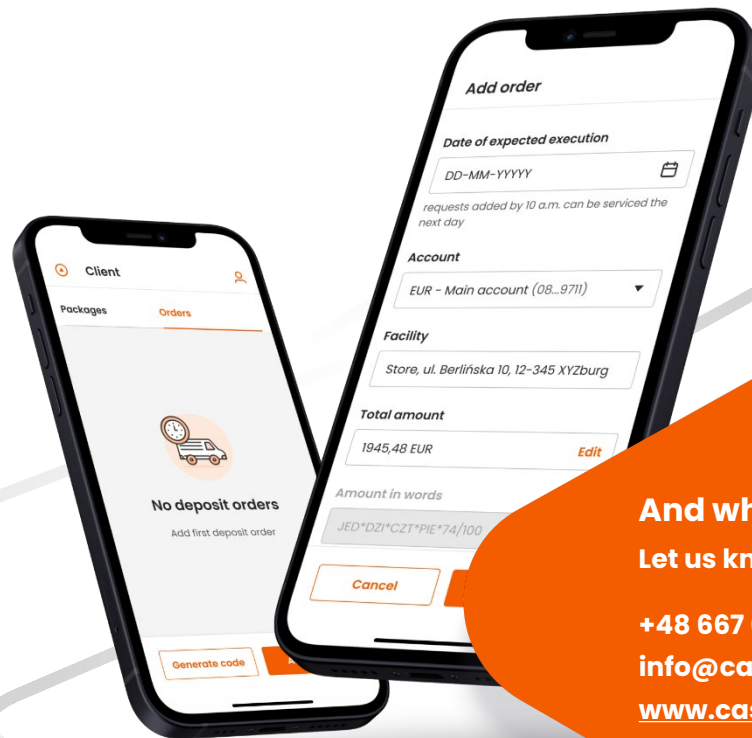 Client
Packages
Orders
No deposit orders
Add first deposit order
Generate code
Add order
Date of expected execution
DD-MM-YYYYY
requests added by 10 a.m. can be serviced the
next day
Account
EUR - Main account (08...9711)
Facility
Store, ul. Berlińska 10, 12-345 XYZburg
Total amount
1945,48 EUR
Edit
Amount in words
JED*DZI*CZT*PIE*74/100
Cancel
And wh
Let us kn
+48 667
info@ca
www.cas